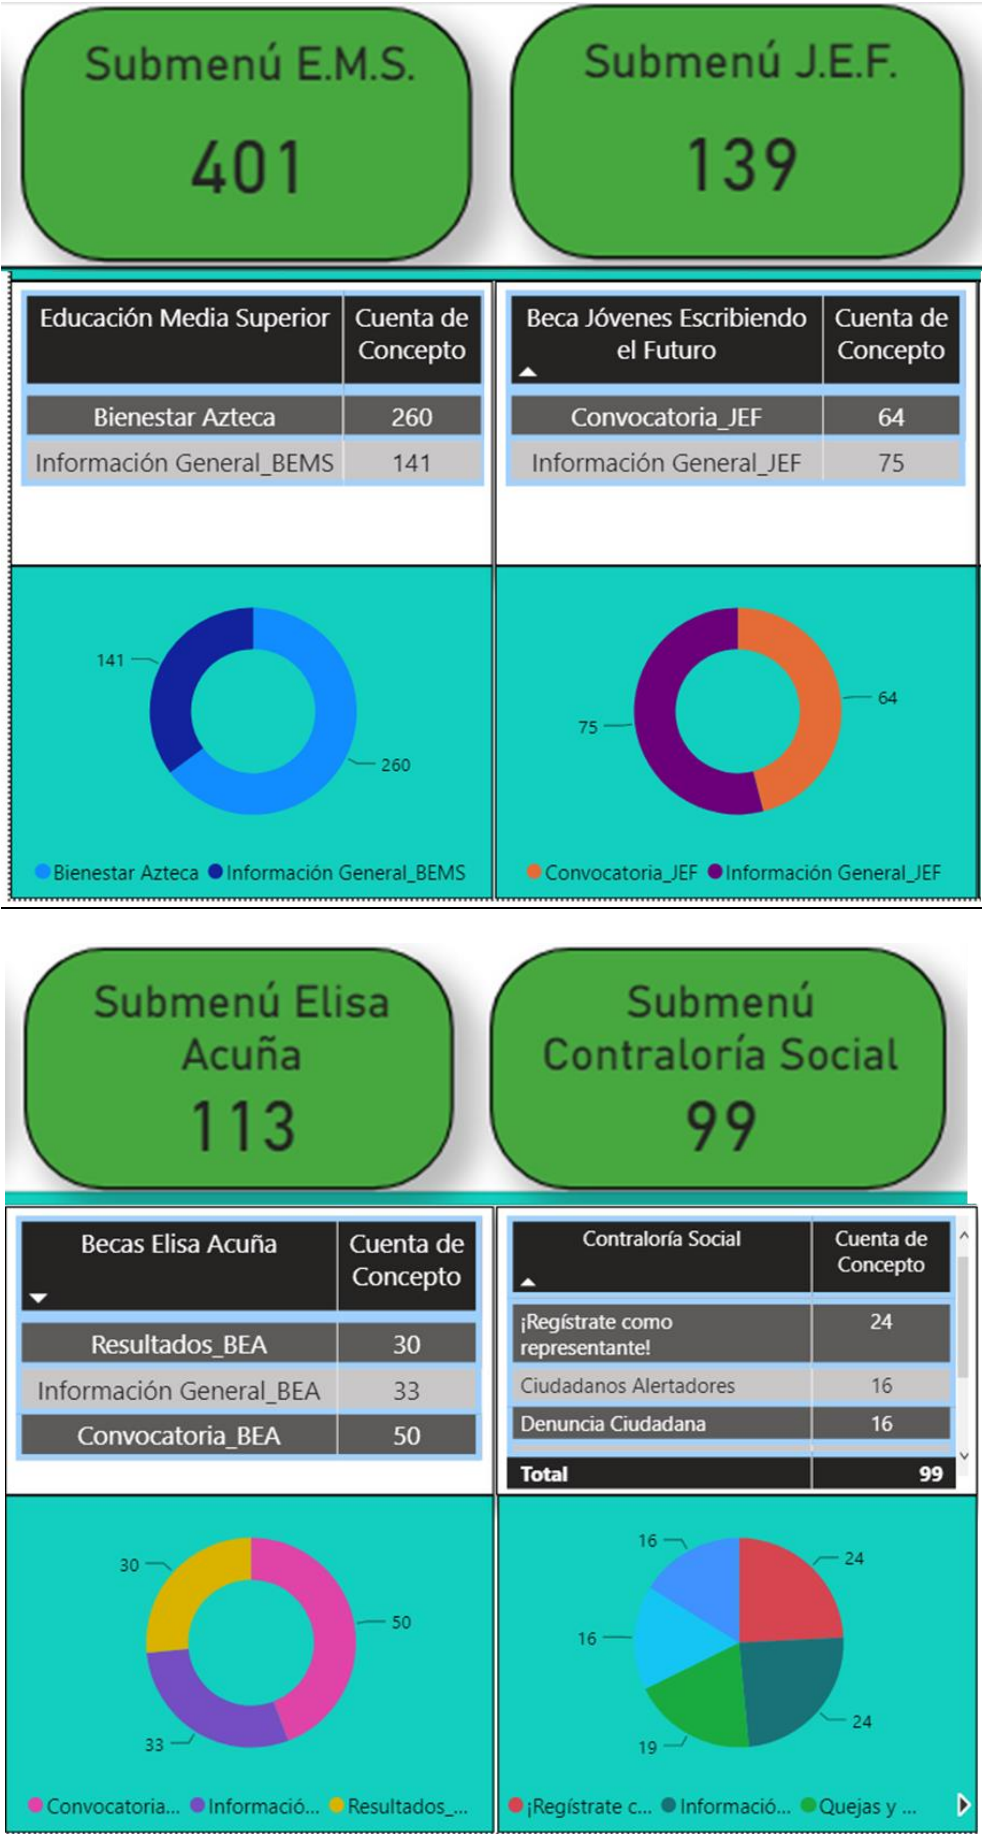 Submenú E.M.S.
401
Submenú J.E.F.
139
Educación Media Superior
Cuenta de
Concepto
Bienestar Azteca 260
Información General_BEMS 141
Beca Jóvenes Escribiendo
el Futuro
Cuenta de
Concepto
Convocatoria_JEF 64
Información General_JEF 75
141
260
Bienestar Azteca Información General_BEMS
64
75
Convocatoria_JEF Información General_JEF
Submenú Elisa
Acuña
113
Submenú
Contraloría Social
99
Becas Elisa Acuña
Cuenta de
Concepto
Resultados_BEA 30
Información General_BEA 33
Convocatoria_BEA 50
Contraloría Social
Cuenta de
Concepto
¡Regístrate como
representante!
24
Ciudadanos Alertadores 16
Denuncia Ciudadana 16
Total 99
30
50
33
Convocatoria... Informació... Resultados_...
16
24
16
24
19
¡Regístrate c... Informació... Quejas y ...